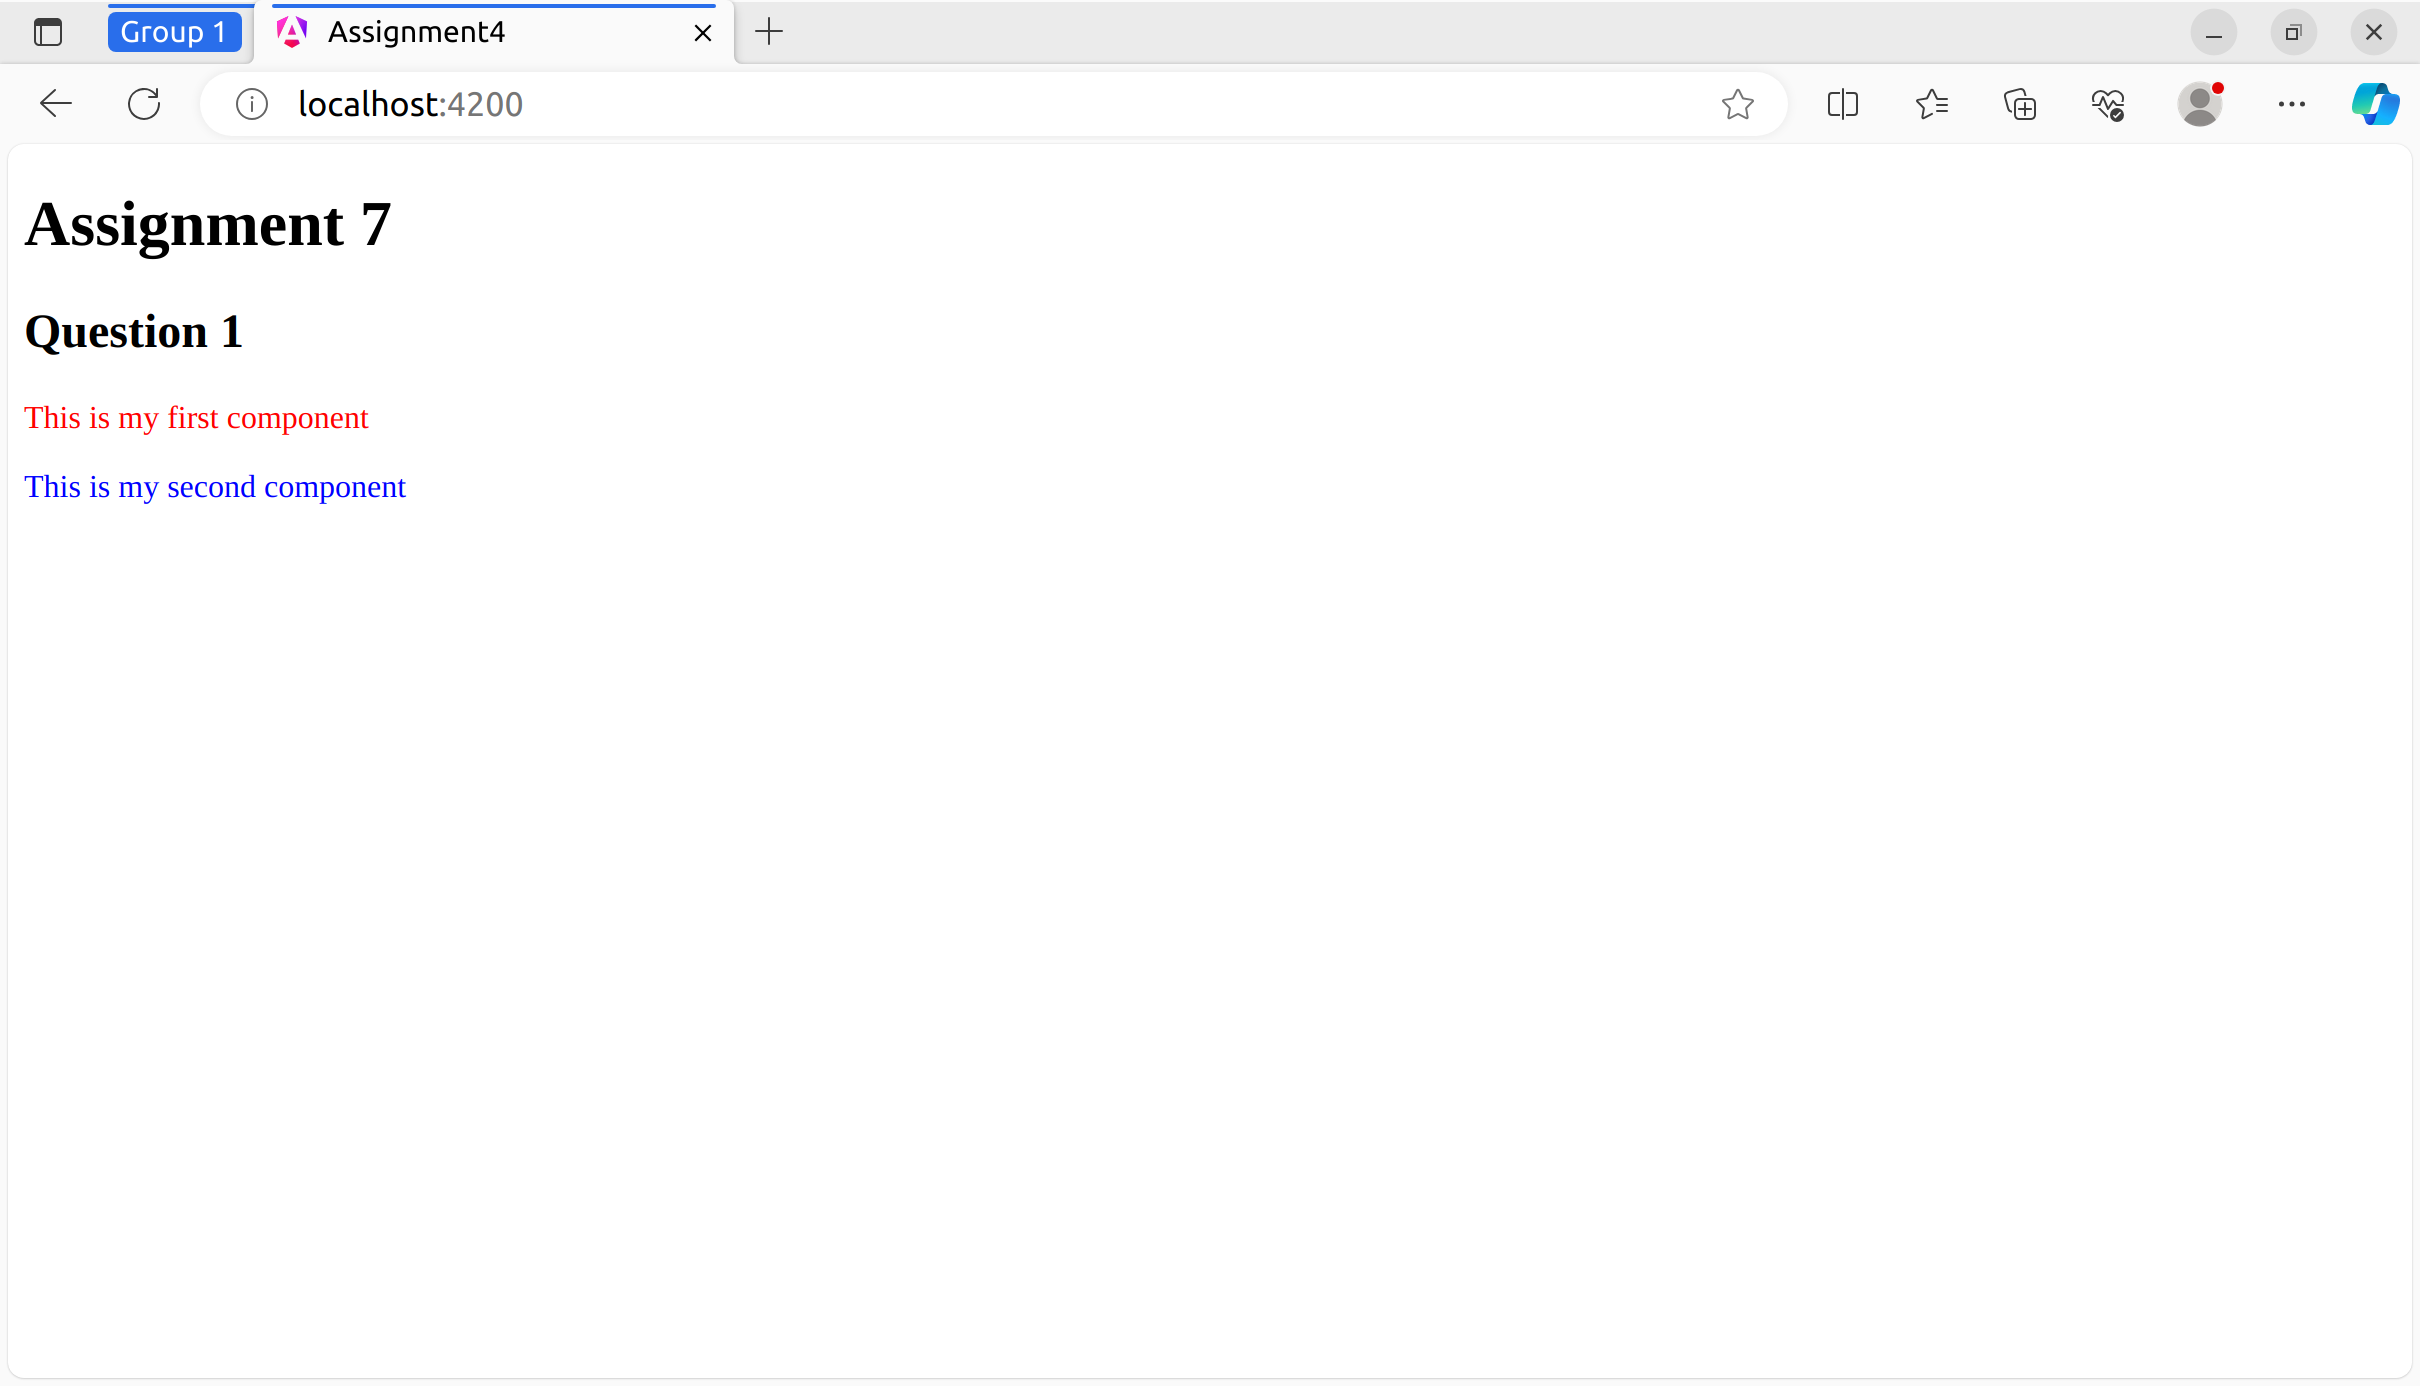 Group 1
Assignment4
localhost:4200
Assignment 7
Question 1
This is my first component
This is my second component